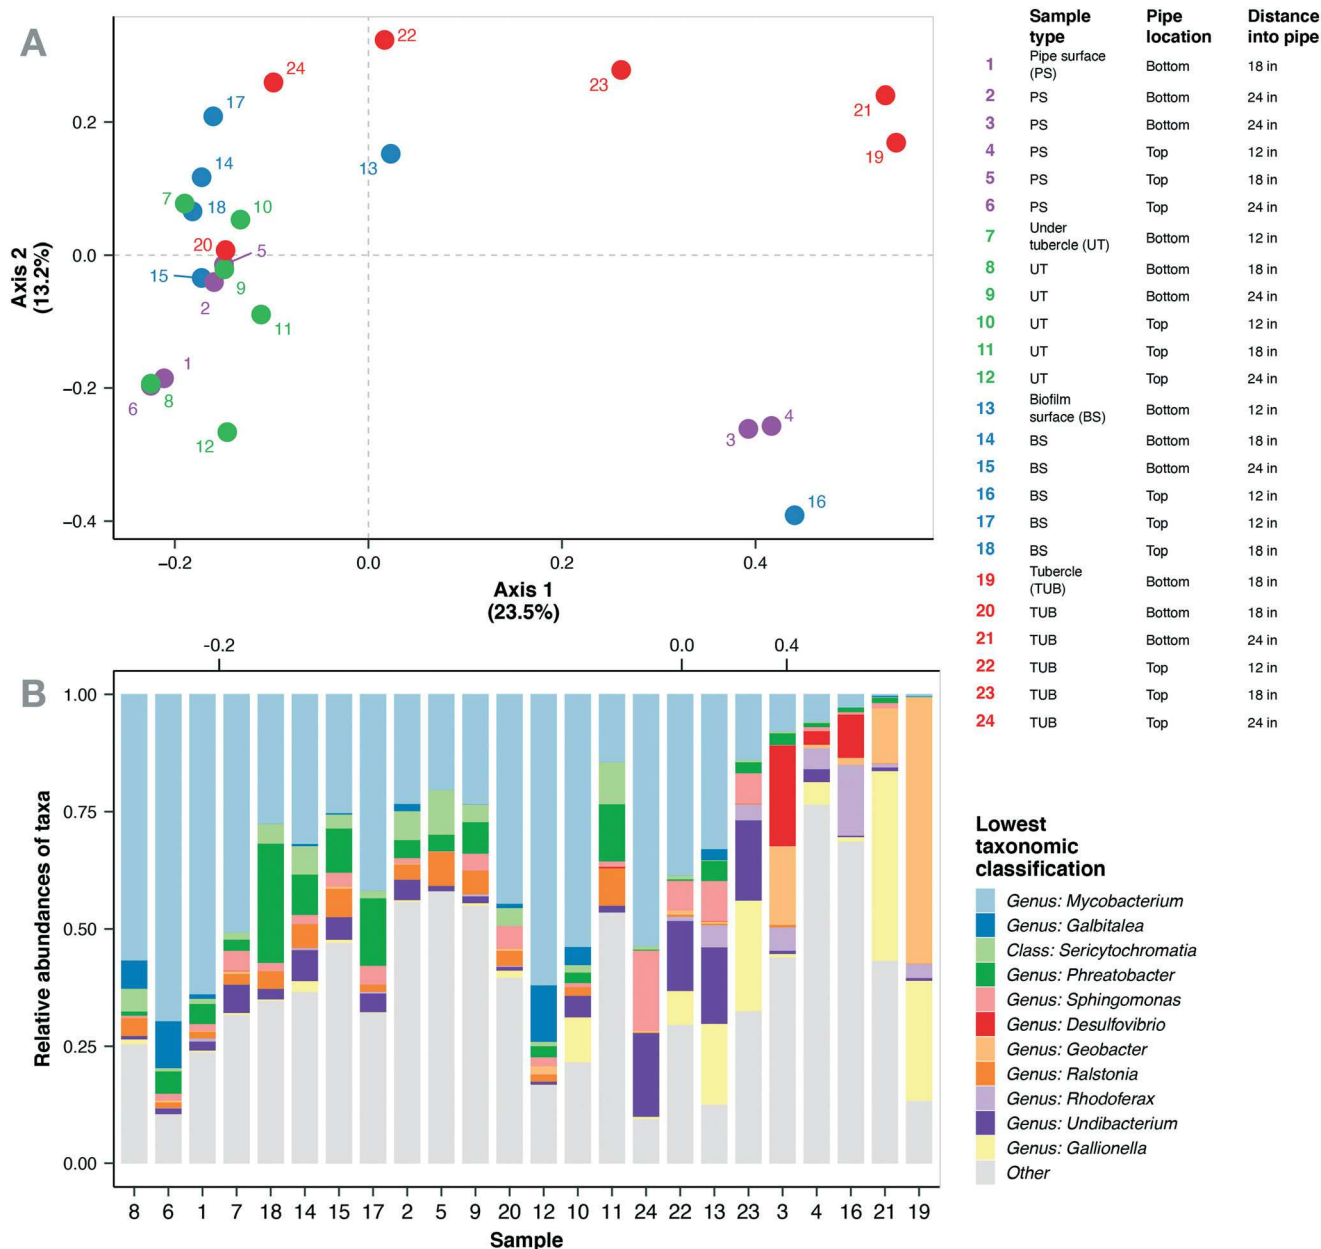 A
0.2
0.0
−0.2
−0.4
Axis 2
(13.2%)
22
24
23
17
21
13
19
14
7
18
10
20
5
15
9
2
11
1
6
8
12
4
3
16
−0.2
0.0
0.2
0.4
Axis 1
(23.5%)
Sample type Pipe location Distance into pipe
1 Pipe surface (PS) Bottom 18 in
2 PS Bottom 24 in
3 PS Bottom 24 in
4 PS Top 12 in
5 PS Top 18 in
6 PS Top 24 in
7 Under tubercle (UT) Bottom 12 in
8 UT Bottom 18 in
9 UT Bottom 24 in
10 UT Top 12 in
11 UT Top 18 in
12 UT Top 24 in
13 Biofilm surface (BS) Bottom 12 in
14 BS Bottom 18 in
15 BS Bottom 24 in
16 BS Top 12 in
17 BS Top 12 in
18 BS Top 18 in
19 Tubercle (TUB) Bottom 18 in
20 TUB Bottom 18 in
21 TUB Bottom 24 in
22 TUB Top 12 in
23 TUB Top 18 in
24 TUB Top 24 in
B
-0.2 0.0 0.4
1.00
0.75
0.50
0.25
0.00
Relative abundances of taxa
8 6 1 7 18 14 15 17 2 5 9 20 12 10 11 24 22 13 23 3 4 16 21 19
Sample
Lowest
taxonomic
classification
Genus: Mycobacterium
Genus: Galbitalea
Class: Sericytochromatia
Genus: Phreatobacter
Genus: Sphingomonas
Genus: Desulfovibrio
Genus: Geobacter
Genus: Ralstonia
Genus: Rhodoferax
Genus: Undibacterium
Genus: Gallionella
Other